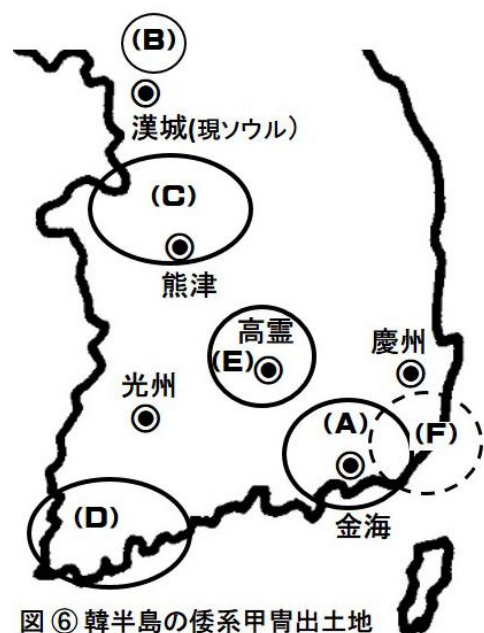 (B)
漢城(現ソウル)
(C)
熊津
高霊
(E)
慶州
光州
(A)
(F)
(D)
金海
図⑥韓半島の倭系甲冑出土地